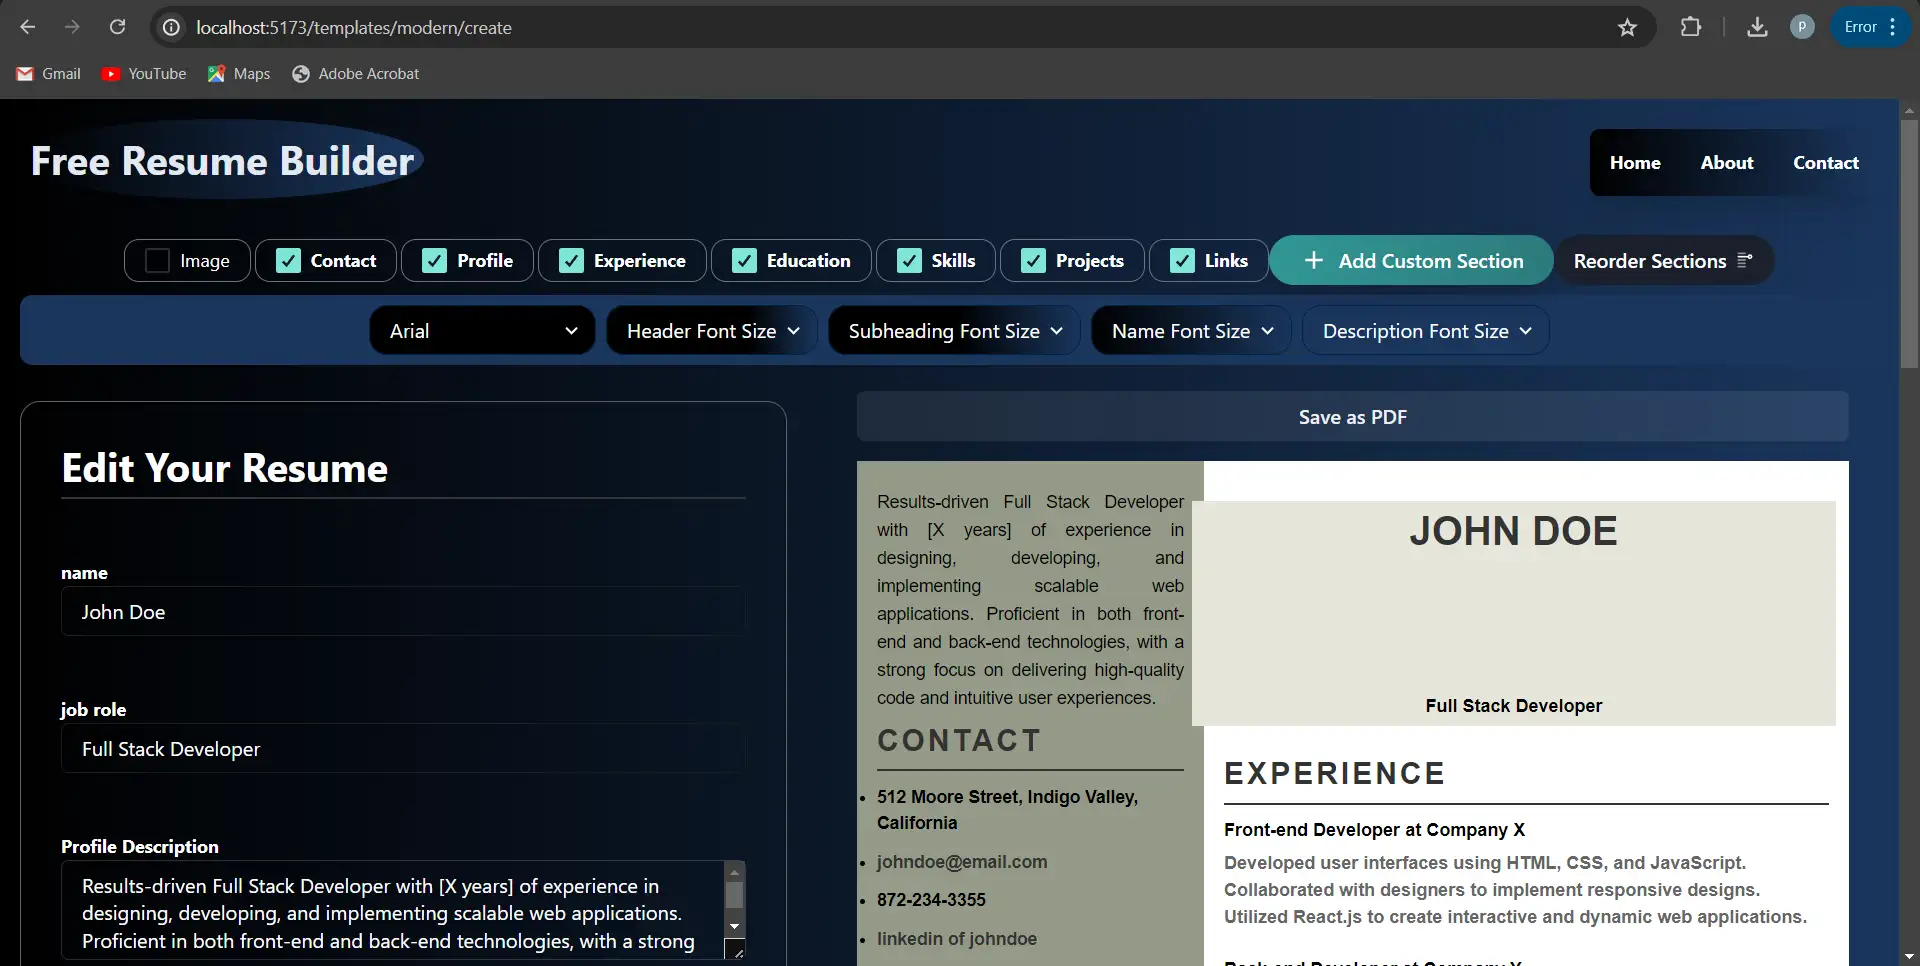 localhost:5173/templates/modern/create
P
Error
Gmail
YouTube
Maps
Adobe Acrobat
Free Resume Builder
Home
About
Contact
Image
Contact
Profile
Experience
Education
Skills
Projects
Links
+ Add Custom Section
Reorder Sections
Arial
Header Font Size
Subheading Font Size
Name Font Size
Description Font Size
Edit Your Resume
name
John Doe
job role
Full Stack Developer
Profile Description
Results-driven Full Stack Developer with [X years] of experience in
designing, developing, and implementing scalable web applications.
Proficient in both front-end and back-end technologies, with a strong
Save as PDF
Results-driven Full Stack Developer
with [X years] of experience in
designing, developing, and
implementing scalable web
applications. Proficient in both front-
end and back-end technologies, with a
strong focus on delivering high-quality
code and intuitive user experiences.
CONTACT
512 Moore Street, Indigo Valley,
California
johndoe@email.com
872-234-3355
linkedin of johndoe
JOHN DOE
Full Stack Developer
EXPERIENCE
Front-end Developer at Company X
Developed user interfaces using HTML, CSS, and JavaScript.
Collaborated with designers to implement responsive designs.
Utilized React.js to create interactive and dynamic web applications.
Back-end Developer at Company X